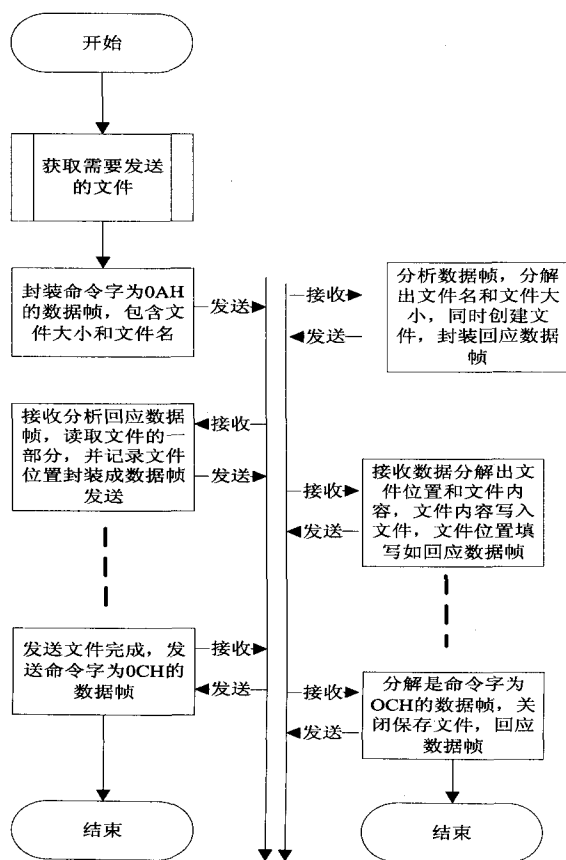 开始
获取需要发送
的文件
封装命令字为0AH
的数据帧，包含文
件大小和文件名
发送
接收
发送
分析数据帧，分解
出文件名和文件大
小，同时创建文
件，封装回应数据
帧
接收分析回应数据
帧，读取文件的一
部分，并记录文件
位置封装成数据帧
发送
接收
发送
接收
发送
接收数据分解出文
件位置和文件内
容，文件内容写入
文件，文件位置填
写如回应数据帧
发送文件完成，发
送命令字为0CH的
数据帧
接收
发送
接收
发送
分解是命令字为
OCH的数据帧，关
闭保存文件，回应
数据帧
结束
结束